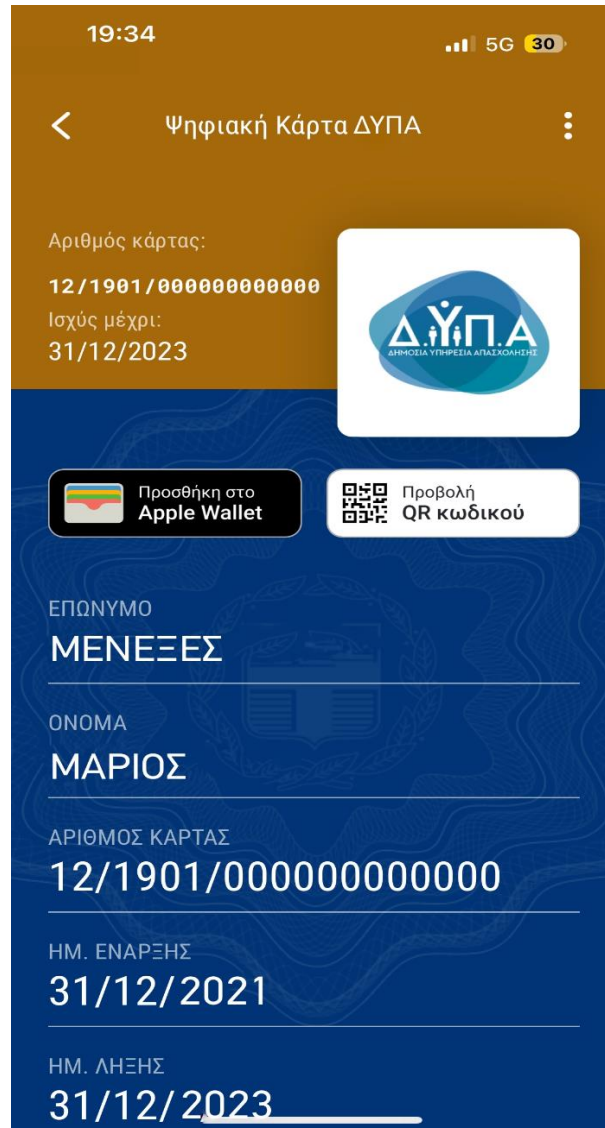 19:34
5G 30
Ψηφιακή Κάρτα ΔΥΠΑ
Αριθμός κάρτας:
12/1901/000000000000
Ισχύς μέχρι:
31/12/2023
Δ.ΥΠ.Α
ΔΗΜΟΣΙΑ ΥΠΗΡΕΣΙΑ ΑΠΑΣΧΟΛΗΣΗΣ
Προσθήκη στο
Apple Wallet
Προβολή
QR κωδικού
ΕΠΩΝΥΜΟ
ΜΕΝΕΞΕΣ
ΟΝΟΜΑ
ΜΑΡΙΟΣ
ΑΡΙΘΜΟΣ ΚΑΡΤΑΣ
12/1901/000000000000
ΗΜ. ΕΝΑΡΞΗΣ
31/12/2021
ΗΜ. ΛΗΞΗΣ
31/12/2023